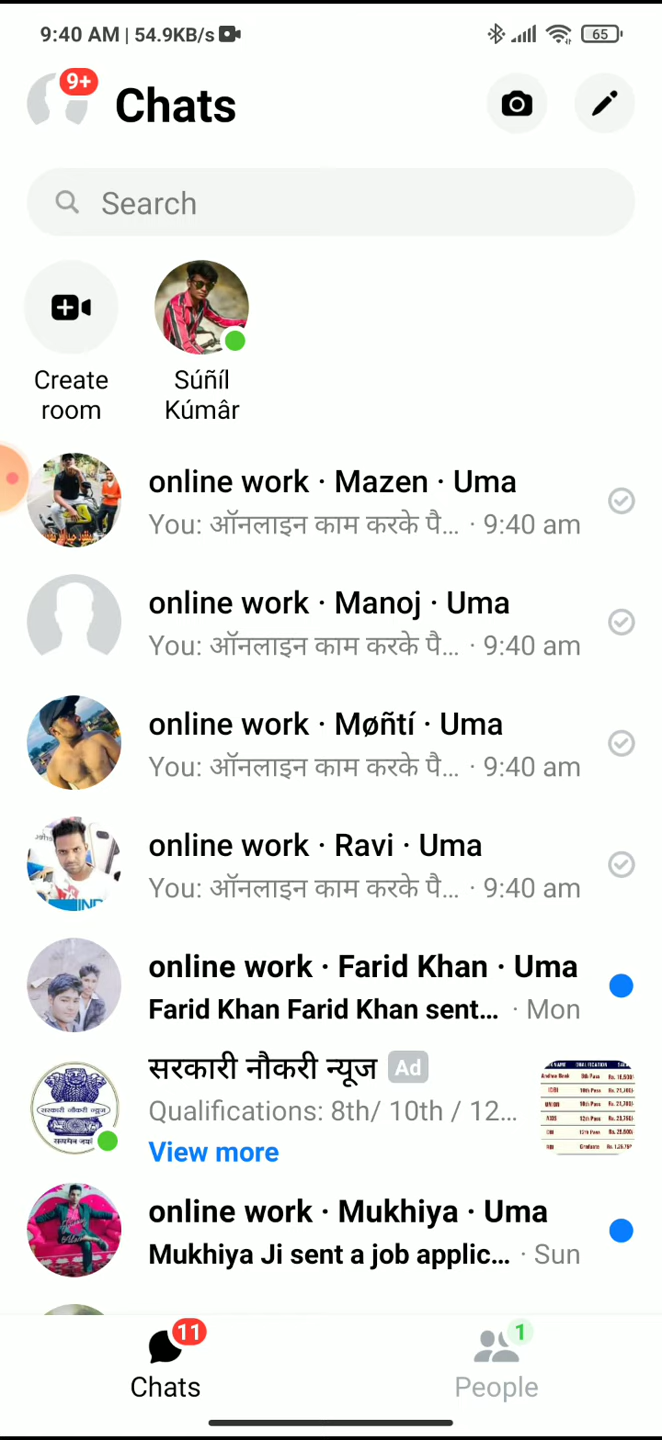 9:40 AM | 54.9KB/s
65
9+
Chats
Search
Create
room
Súñíl
Kúmâr
online work · Mazen · Uma
You: ऑनलाइन काम करके पै... · 9:40 am
online work · Manoj · Uma
You: ऑनलाइन काम करके पै... · 9:40 am
online work · Møñtí · Uma
You: ऑनलाइन काम करके पै... · 9:40 am
online work · Ravi · Uma
You: ऑनलाइन काम करके पै... · 9:40 am
online work · Farid Khan · Uma
Farid Khan Farid Khan sent... · Mon
सरकारी नौकरी न्यूज Ad
Qualifications: 8th/ 10th / 12...
View more
online work · Mukhiya · Uma
Mukhiya Ji sent a job applic... · Sun
11
1
Chats
People